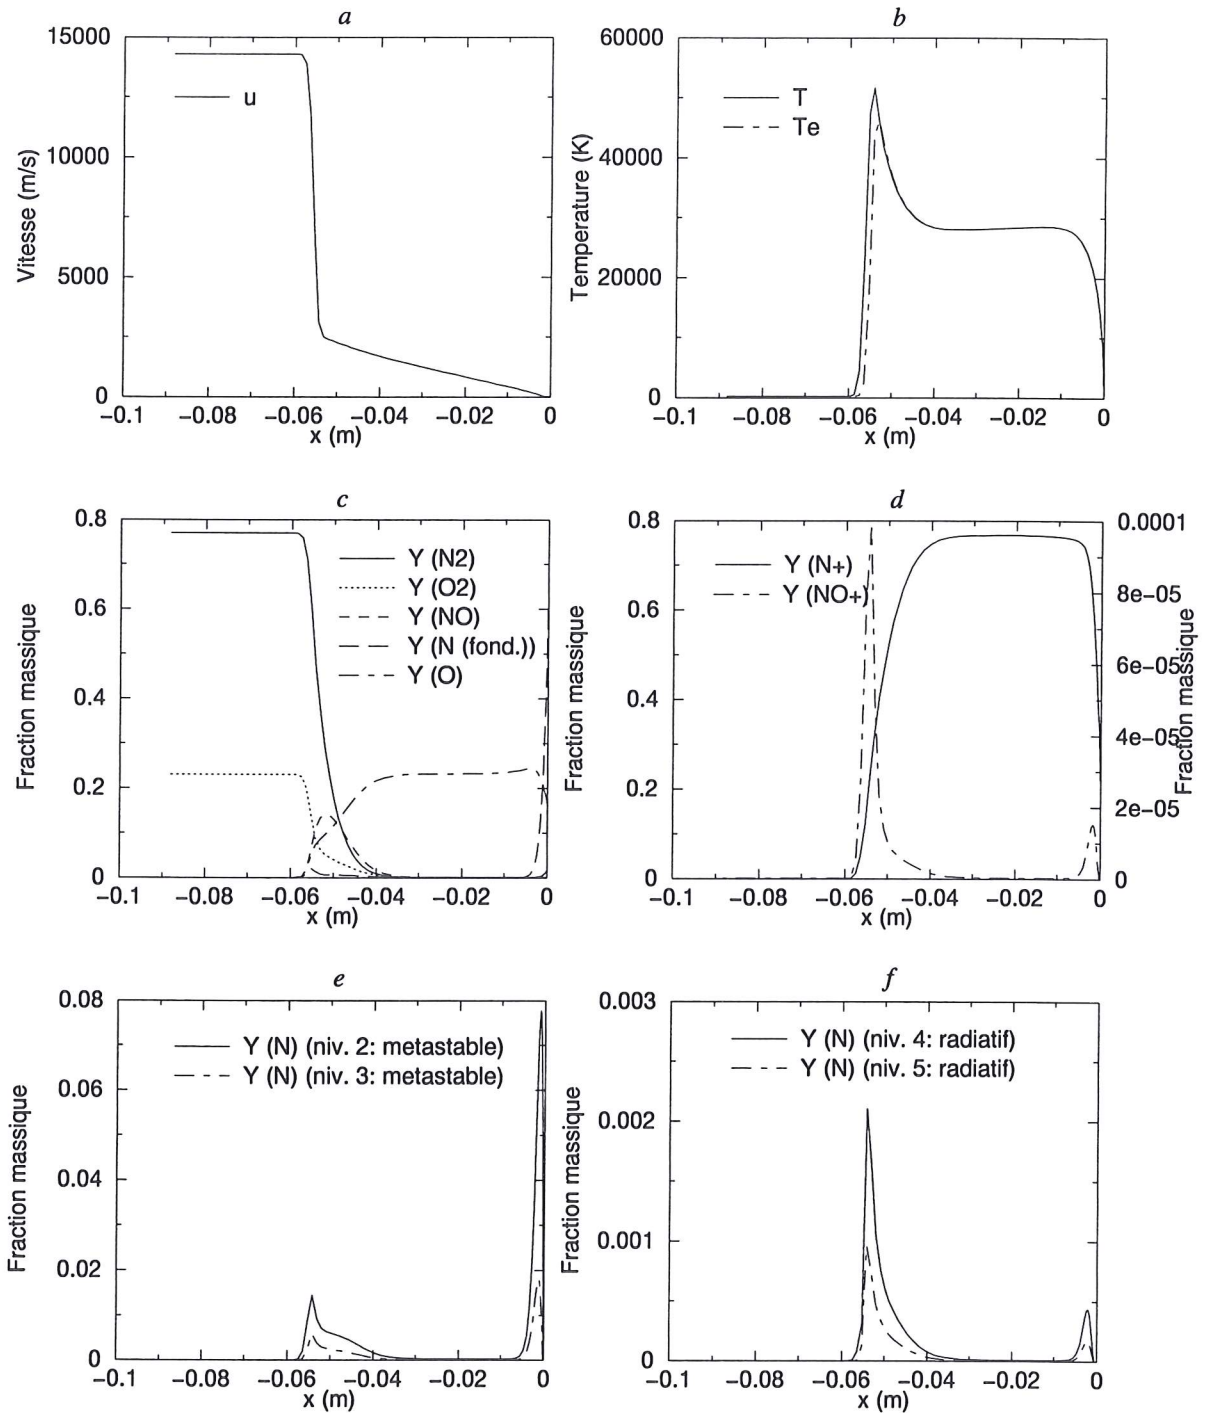 a
15000
10000
5000
0
Vitesse (m/s)
u
−0.1 −0.08 −0.06 −0.04 −0.02 0
x (m)
b
60000
40000
20000
0
Temperature (K)
T
Te
−0.1 −0.08 −0.06 −0.04 −0.02 0
x (m)
c
0.8
0.6
0.4
0.2
0
Fraction massique
Y (N2)
Y (O2)
Y (NO)
Y (N (fond.))
Y (O)
−0.1 −0.08 −0.06 −0.04 −0.02 0
x (m)
d
0.8
0.6
0.4
0.2
0
Fraction massique
Y (N+)
Y (NO+)
0.0001
8e−05
6e−05
4e−05
2e−05
0
Fraction massique
−0.1 −0.08 −0.06 −0.04 −0.02 0
x (m)
e
0.08
0.06
0.04
0.02
0
Fraction massique
Y (N) (niv. 2: metastable)
Y (N) (niv. 3: metastable)
−0.1 −0.08 −0.06 −0.04 −0.02 0
x (m)
f
0.003
0.002
0.001
0
Fraction massique
Y (N) (niv. 4: radiatif)
Y (N) (niv. 5: radiatif)
−0.1 −0.08 −0.06 −0.04 −0.02 0
x (m)